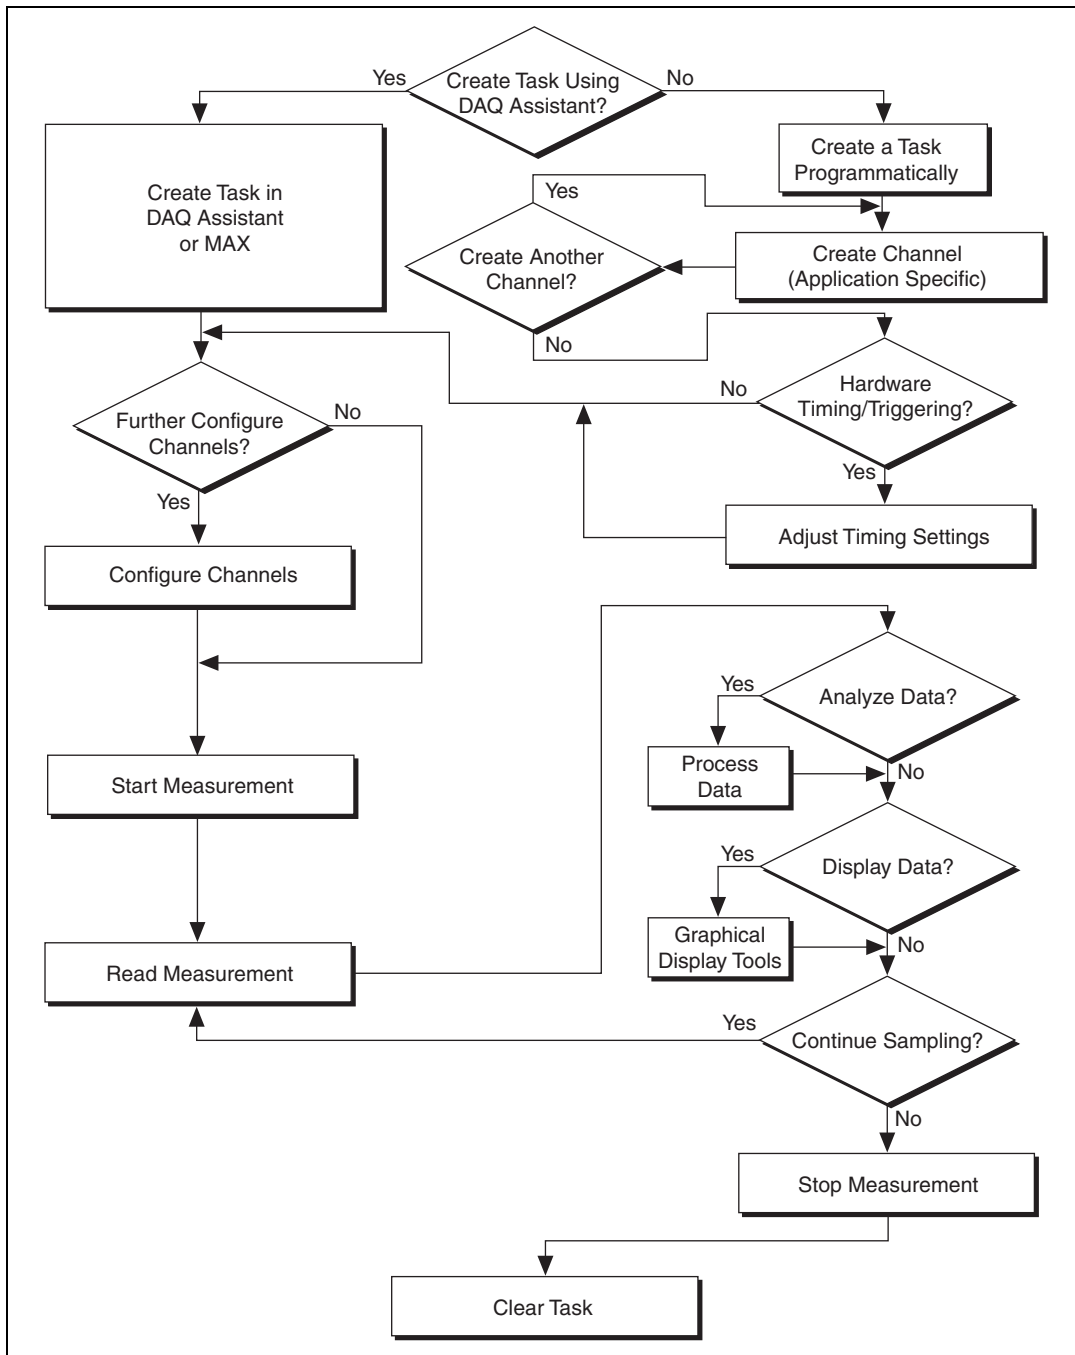 Create Task Using
DAQ Assistant?
Yes
No
Create Task in
DAQ Assistant
or MAX
Create a Task
Programmatically
Yes
Create Channel
(Application Specific)
Create Another
Channel?
No
Hardware
Timing/Triggering?
No
Yes
Adjust Timing Settings
Further Configure
Channels?
No
Yes
Configure Channels
Start Measurement
Read Measurement
Analyze Data?
Yes
Process
Data
No
Display Data?
Yes
Graphical
Display Tools
No
Continue Sampling?
Yes
No
Stop Measurement
Clear Task